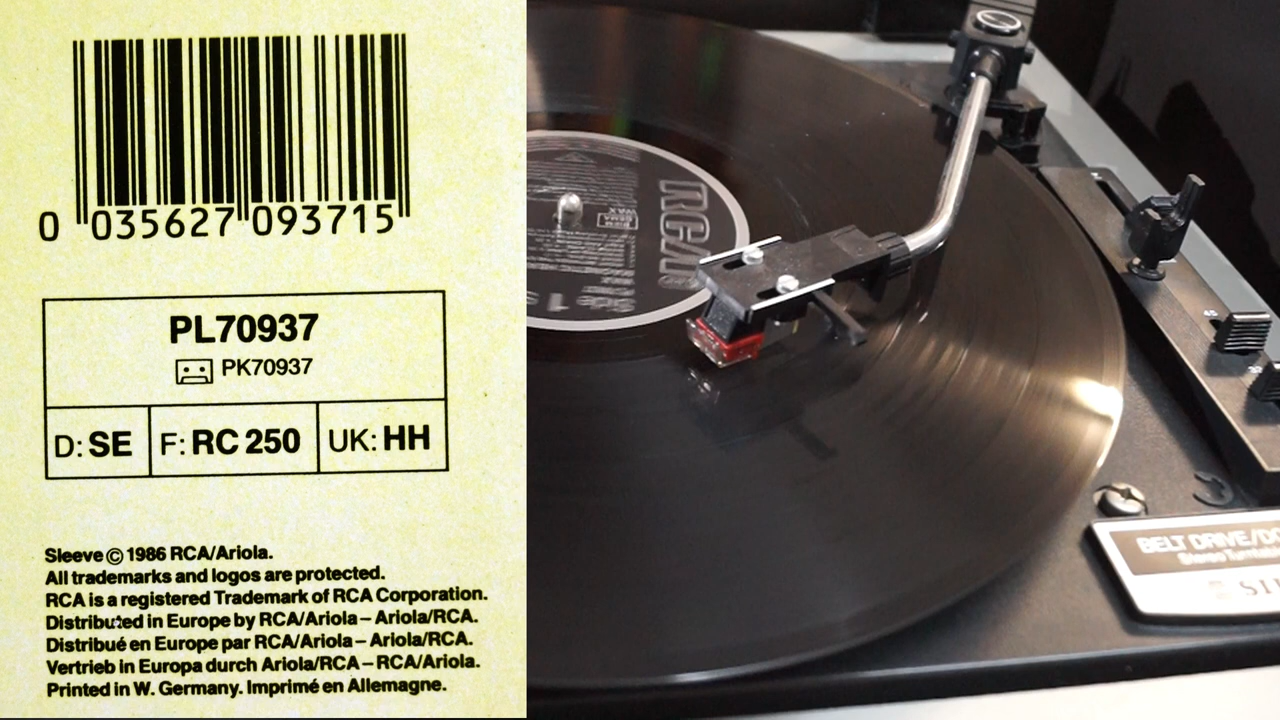 0 035627 093715
PL70937
PK70937
D: SE F: RC 250 UK: HH
Sleeve © 1986 RCA/Ariola.
All trademarks and logos are protected.
RCA is a registered Trademark of RCA Corporation.
Distributed in Europe by RCA/Ariola – Ariola/RCA.
Distribué en Europe par RCA/Ariola – Ariola/RCA.
Vertrieb in Europa durch Ariola/RCA – RCA/Ariola.
Printed in W. Germany. Imprimé en Allemagne.
RCA
Side 1
BELT DRIVE/DC
Stereo